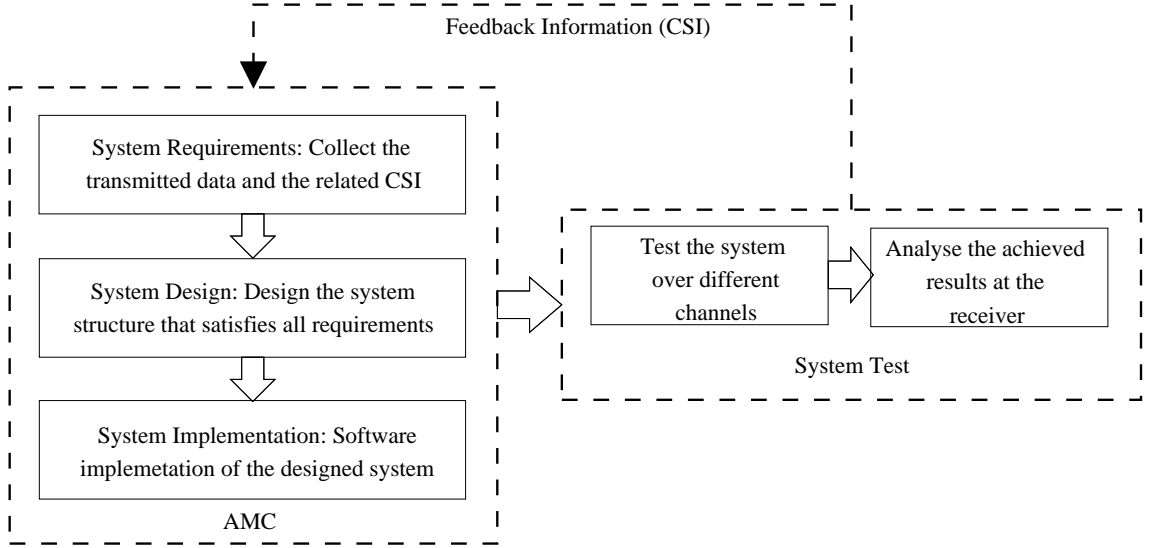 Feedback Information (CSI)
System Requirements: Collect the
transmitted data and the related CSI
System Design: Design the system
structure that satisfies all requirements
System Implementation: Software
implemetation of the designed system
AMC
Test the system
over different
channels
Analyse the achieved
results at the
receiver
System Test